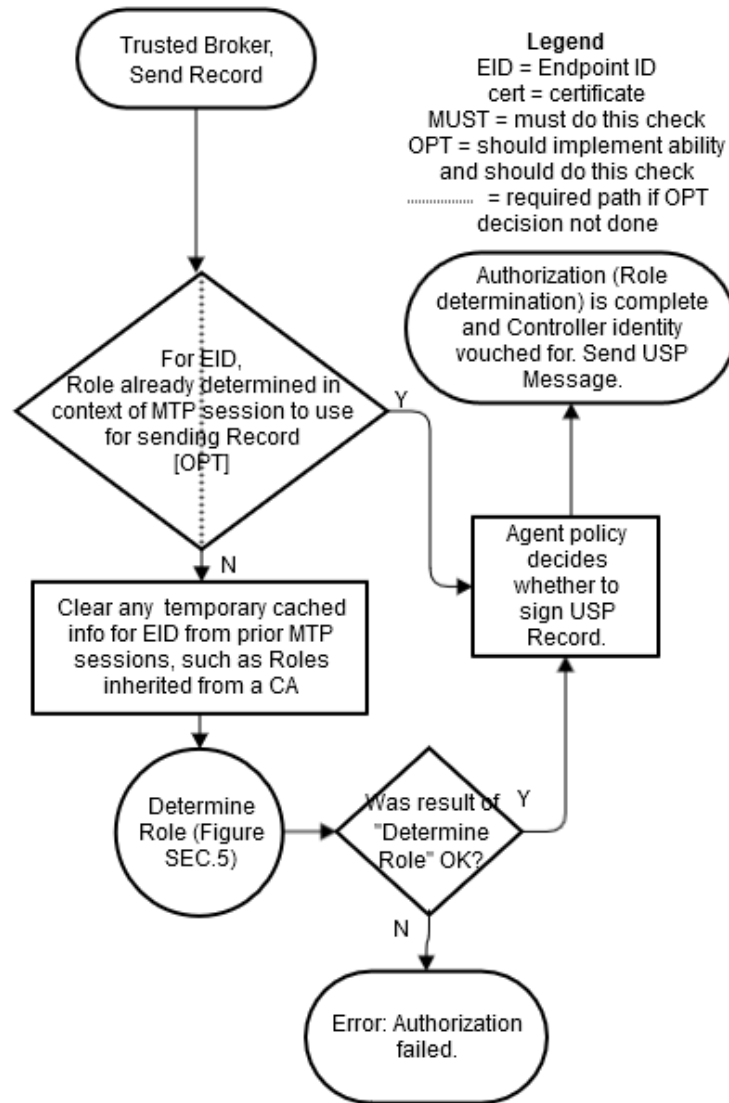 Trusted Broker,
Send Record
Legend
EID = Endpoint ID
cert = certificate
MUST = must do this check
OPT = should implement ability
and should do this check
.................. = required path if OPT
decision not done
Authorization (Role
determination) is complete
and Controller identity
vouched for. Send USP
Message.
For EID,
Role already determined in
context of MTP session to use
for sending Record
[OPT]
Y
N
Agent policy
decides
whether to
sign USP
Record.
Clear any temporary cached
info for EID from prior MTP
sessions, such as Roles
inherited from a CA
Determine
Role (Figure
SEC.5)
Was result of
"Determine
Role" OK?
Y
N
Error: Authorization
failed.